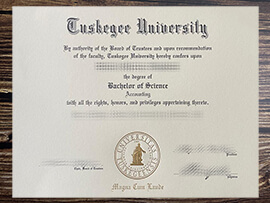 Tuskegee University
By authority of the Board of Trustees and upon recommendation
of the faculty, Tuskegee University hereby confers upon
the degree of
Bachelor of Science
Accounting
with all the rights, honors, and privileges appertaining thereto.
Magna Cum Laude